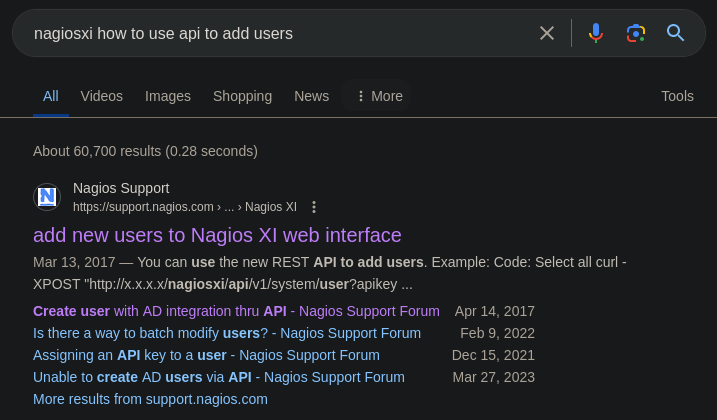 nagiosxi how to use api to add users
All Videos Images Shopping News More Tools
About 60,700 results (0.28 seconds)
Nagios Support
https://support.nagios.com › ... › Nagios XI
add new users to Nagios XI web interface
Mar 13, 2017 — You can use the new REST API to add users. Example: Code: Select all curl -
XPOST "http://x.x.x.x/nagiosxi/api/v1/system/user?apikey ...
Create user with AD integration thru API - Nagios Support Forum Apr 14, 2017
Is there a way to batch modify users? - Nagios Support Forum Feb 9, 2022
Assigning an API key to a user - Nagios Support Forum Dec 15, 2021
Unable to create AD users via API - Nagios Support Forum Mar 27, 2023
More results from support.nagios.com